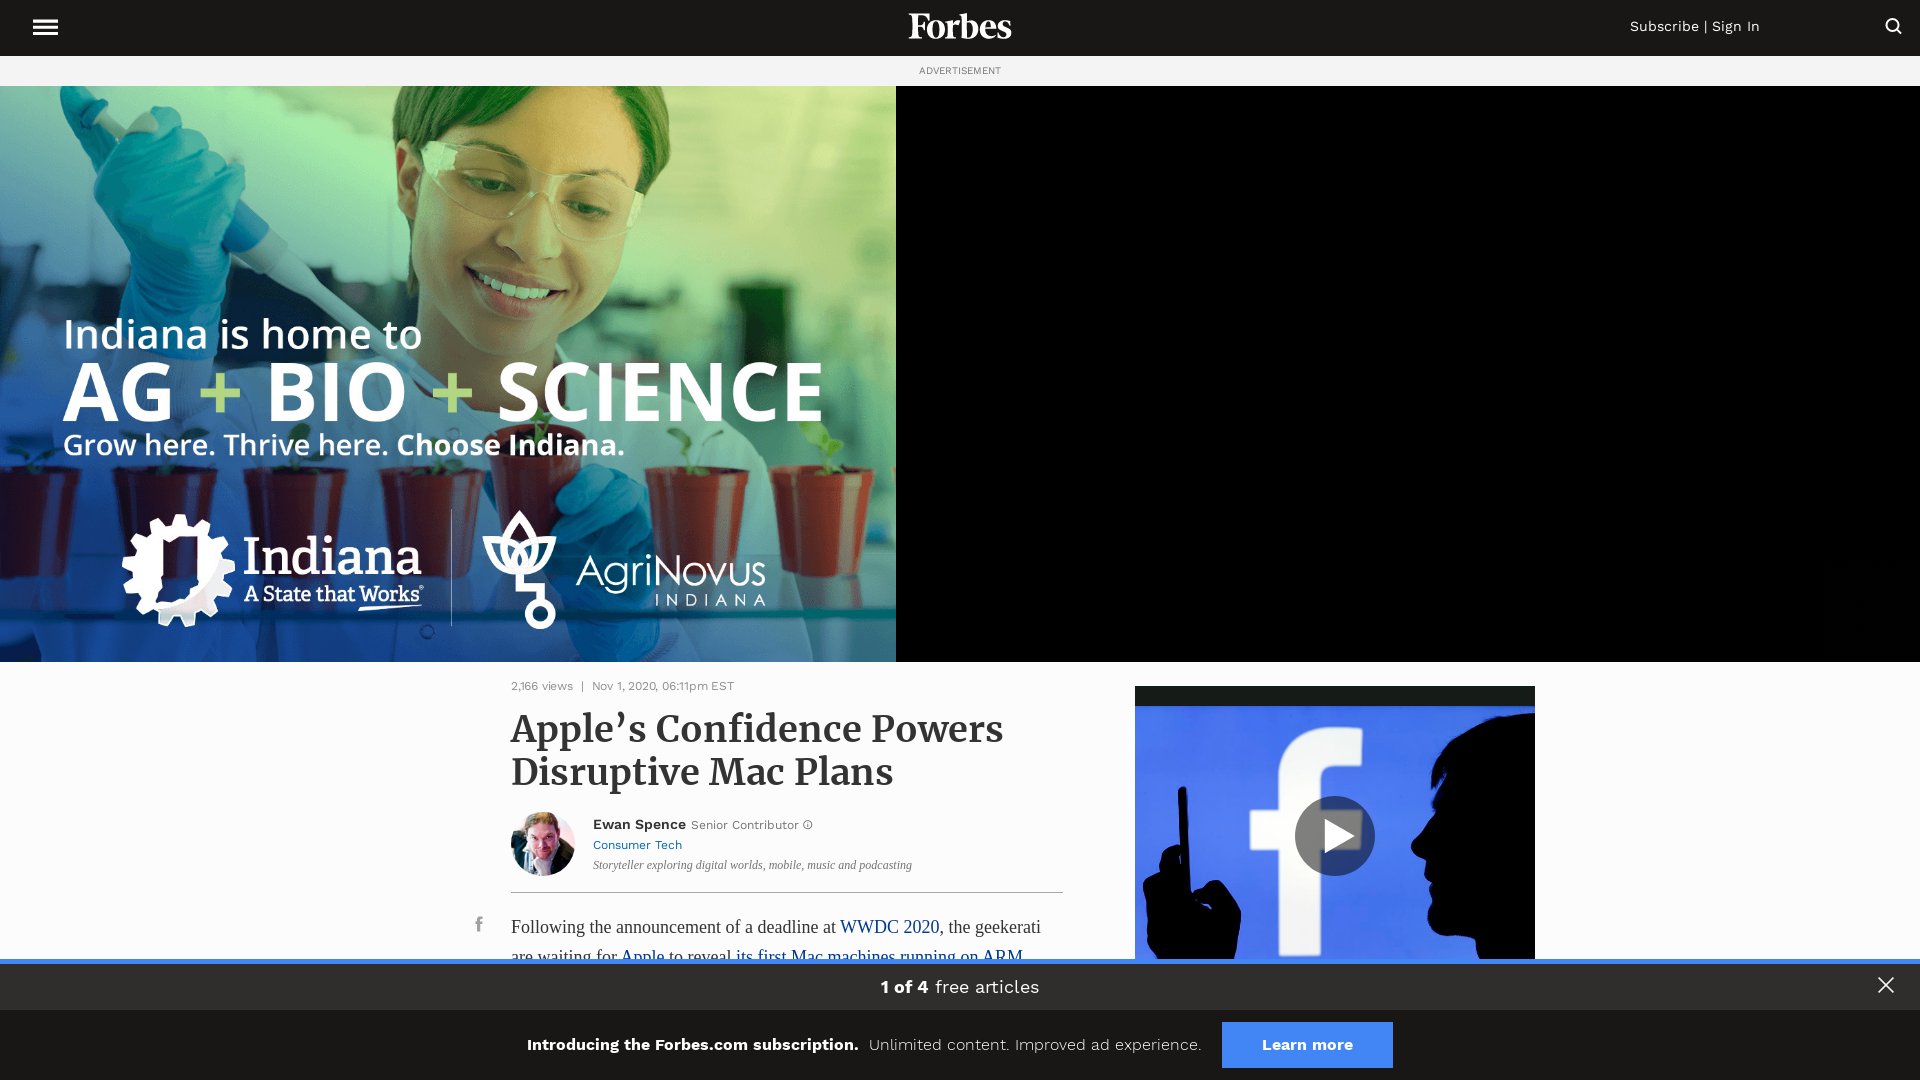 Forbes
Subscribe | Sign In
ADVERTISEMENT
Indiana is home to
AG + BIO + SCIENCE
Grow here. Thrive here. Choose Indiana.
Indiana
A State that Works®
AgriNovus
INDIANA
2,166 views | Nov 1, 2020, 06:11pm EST
Apple’s Confidence Powers
Disruptive Mac Plans
Ewan Spence Senior Contributor
Consumer Tech
Storyteller exploring digital worlds, mobile, music and podcasting
Following the announcement of a deadline at WWDC 2020, the geekerati
are waiting for Apple to reveal its first Mac machines running on ARM
1 of 4 free articles
Introducing the Forbes.com subscription. Unlimited content. Improved ad experience.
Learn more